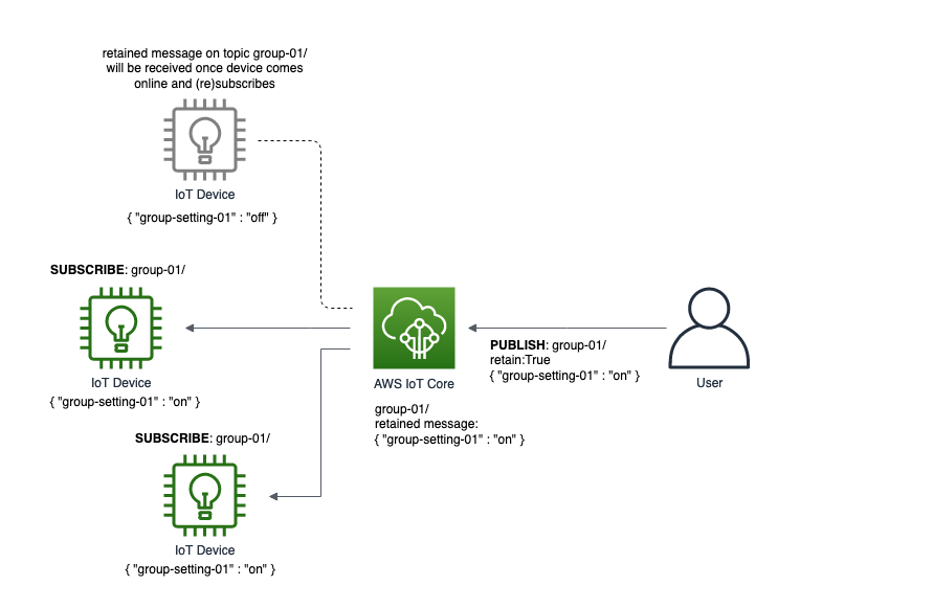 retained message on topic group-01/
will be received once device comes
online and (re)subscribes
IoT Device
{ "group-setting-01" : "off" }
SUBSCRIBE: group-01/
IoT Device
{ "group-setting-01" : "on" }
AWS IoT Core
group-01/
retained message:
{ "group-setting-01" : "on" }
PUBLISH: group-01/
retain:True
{ "group-setting-01" : "on" }
User
SUBSCRIBE: group-01/
IoT Device
{ "group-setting-01" : "on" }